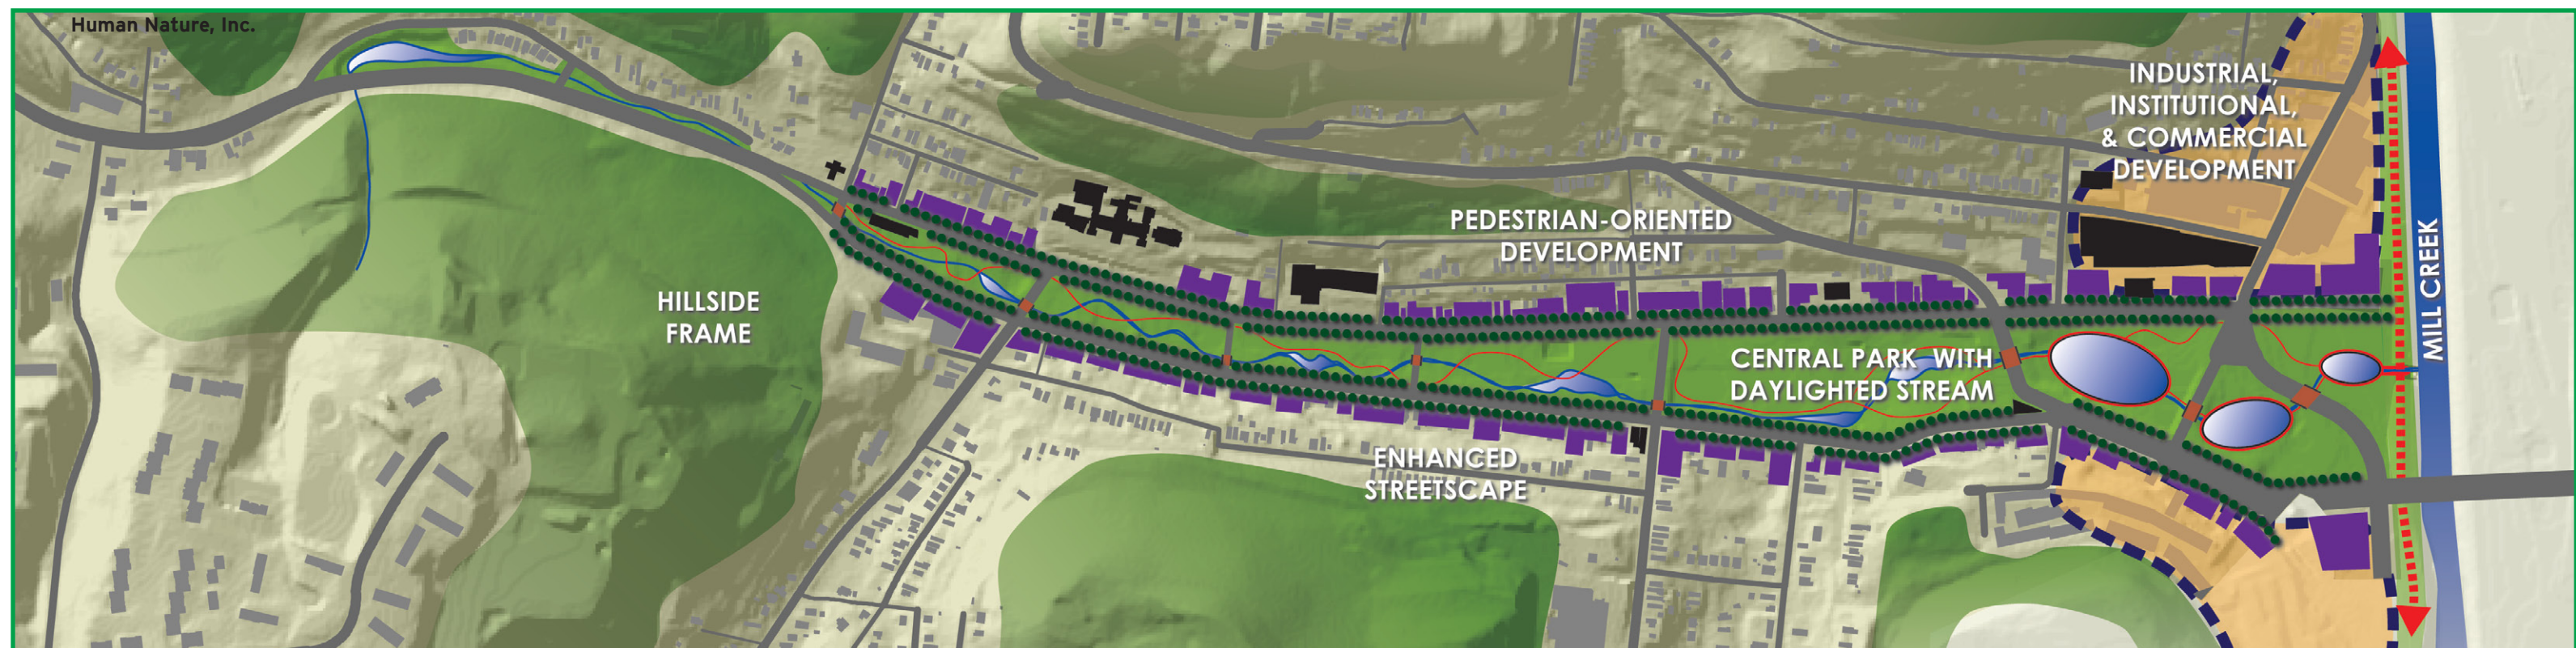 Human Nature, Inc.
INDUSTRIAL,
INSTITUTIONAL,
& COMMERCIAL
DEVELOPMENT
PEDESTRIAN-ORIENTED
DEVELOPMENT
MILL CREEK
HILLSIDE
FRAME
CENTRAL PARK WITH
DAYLIGHTED STREAM
ENHANCED
STREETSCAPE